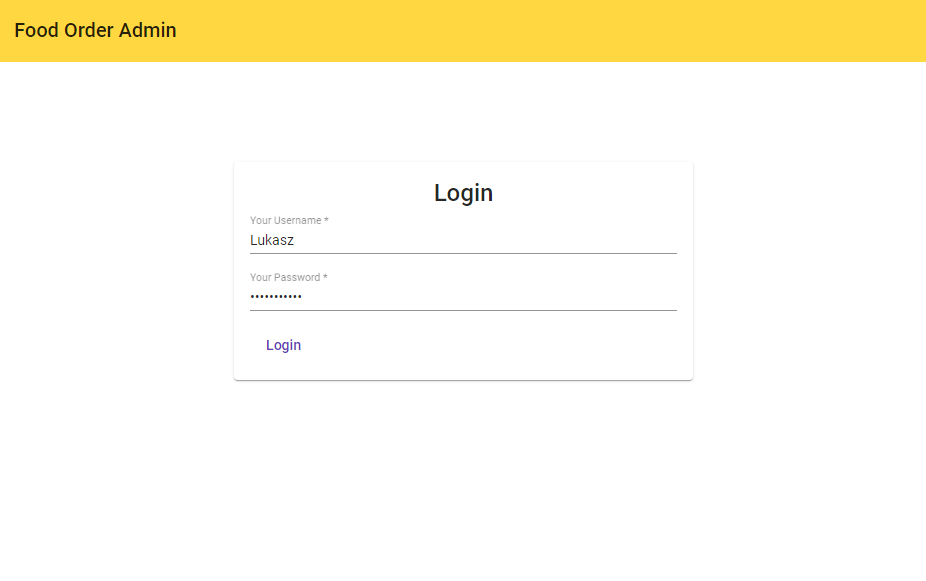 Food Order Admin
Login
Your Username *
Lukasz
Your Password *
•••••••••••
Login